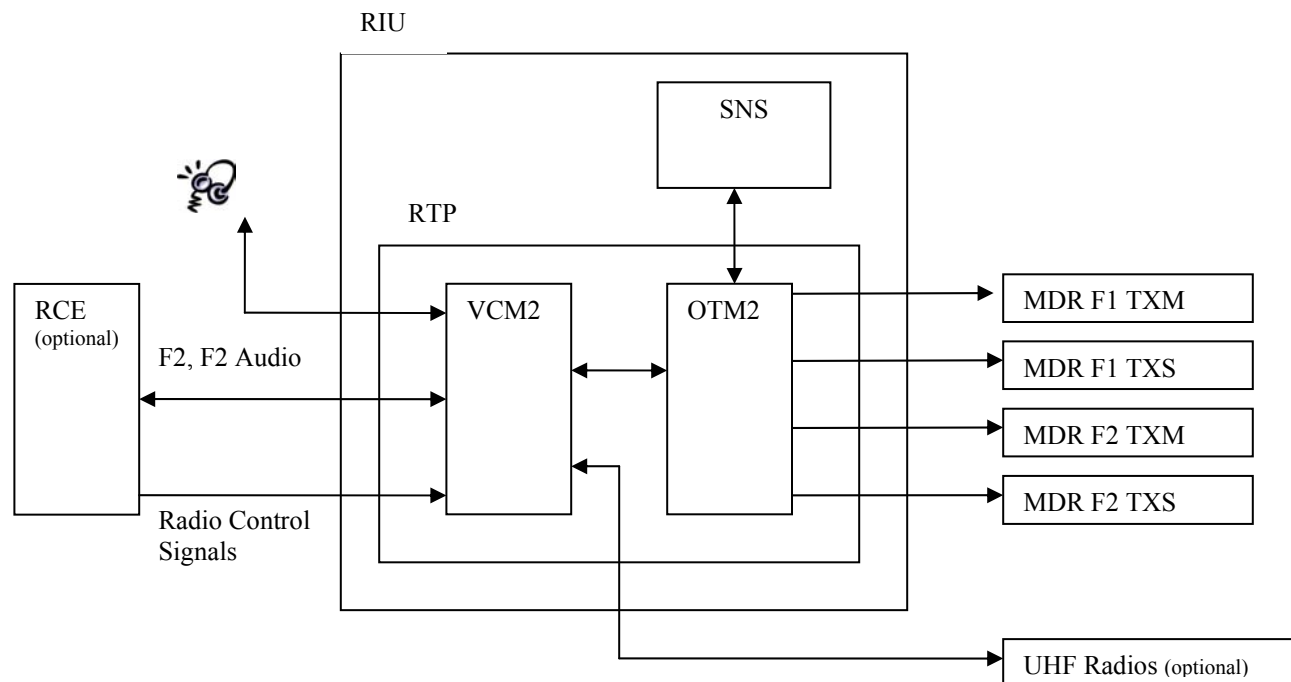 RIU
SNS
RTP
RCE
(optional)
VCM2
OTM2
F2, F2 Audio
Radio Control
Signals
MDR F1 TXM
MDR F1 TXS
MDR F2 TXM
MDR F2 TXS
UHF Radios (optional)